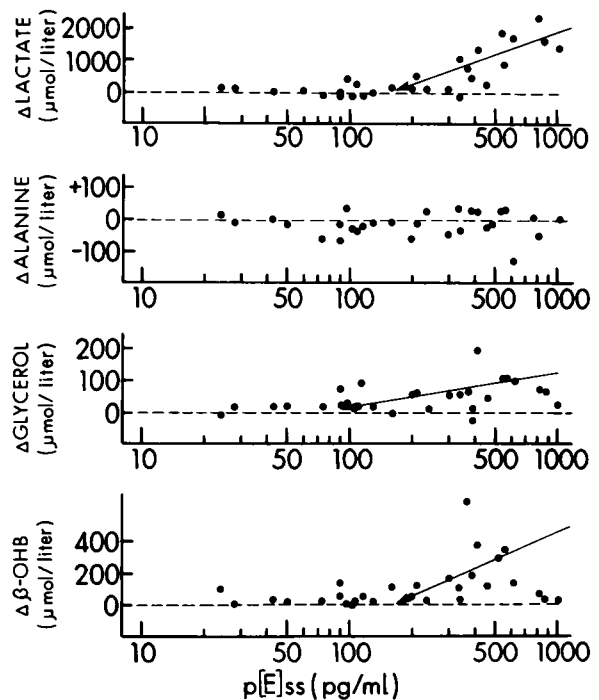 ΔLACTATE
(μmol/liter)
2000
1000
0
10 50 100 500 1000
ΔALANINE
(μmol/liter)
+100
0
-100
10 50 100 500 1000
ΔGLYCEROL
(μmol/liter)
200
100
0
10 50 100 500 1000
Δβ-OHB
(μmol/liter)
400
200
0
10 50 100 500 1000
p[E]ss (pg/ml)